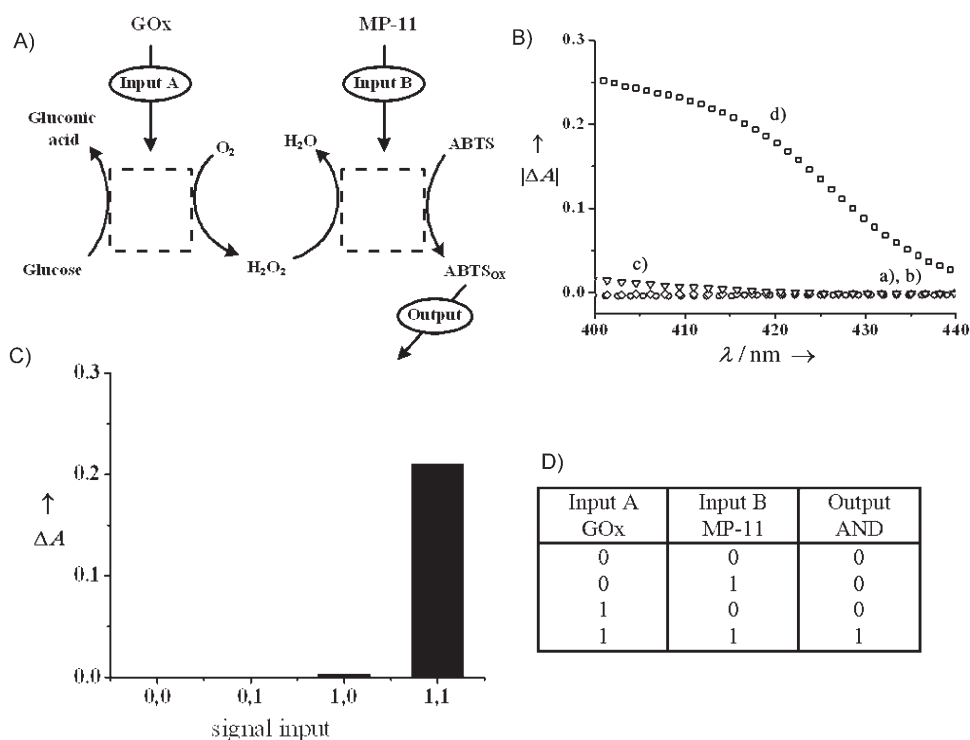 A)
GOx
MP-11
Input A
Input B
Gluconic
acid
O₂
H₂O
ABTS
Glucose
H₂O₂
ABTSox
Output
B)
0.3
0.2
0.1
0.0
↑
|ΔA|
d)
c)
a), b)
400
410
420
430
440
λ / nm →
C)
0.3
0.2
0.1
0.0
↑
ΔA
0,0
0,1
1,0
1,1
signal input
D)
Input A Input B Output
GOx MP-11 AND
0 0 0
0 1 0
1 0 0
1 1 1